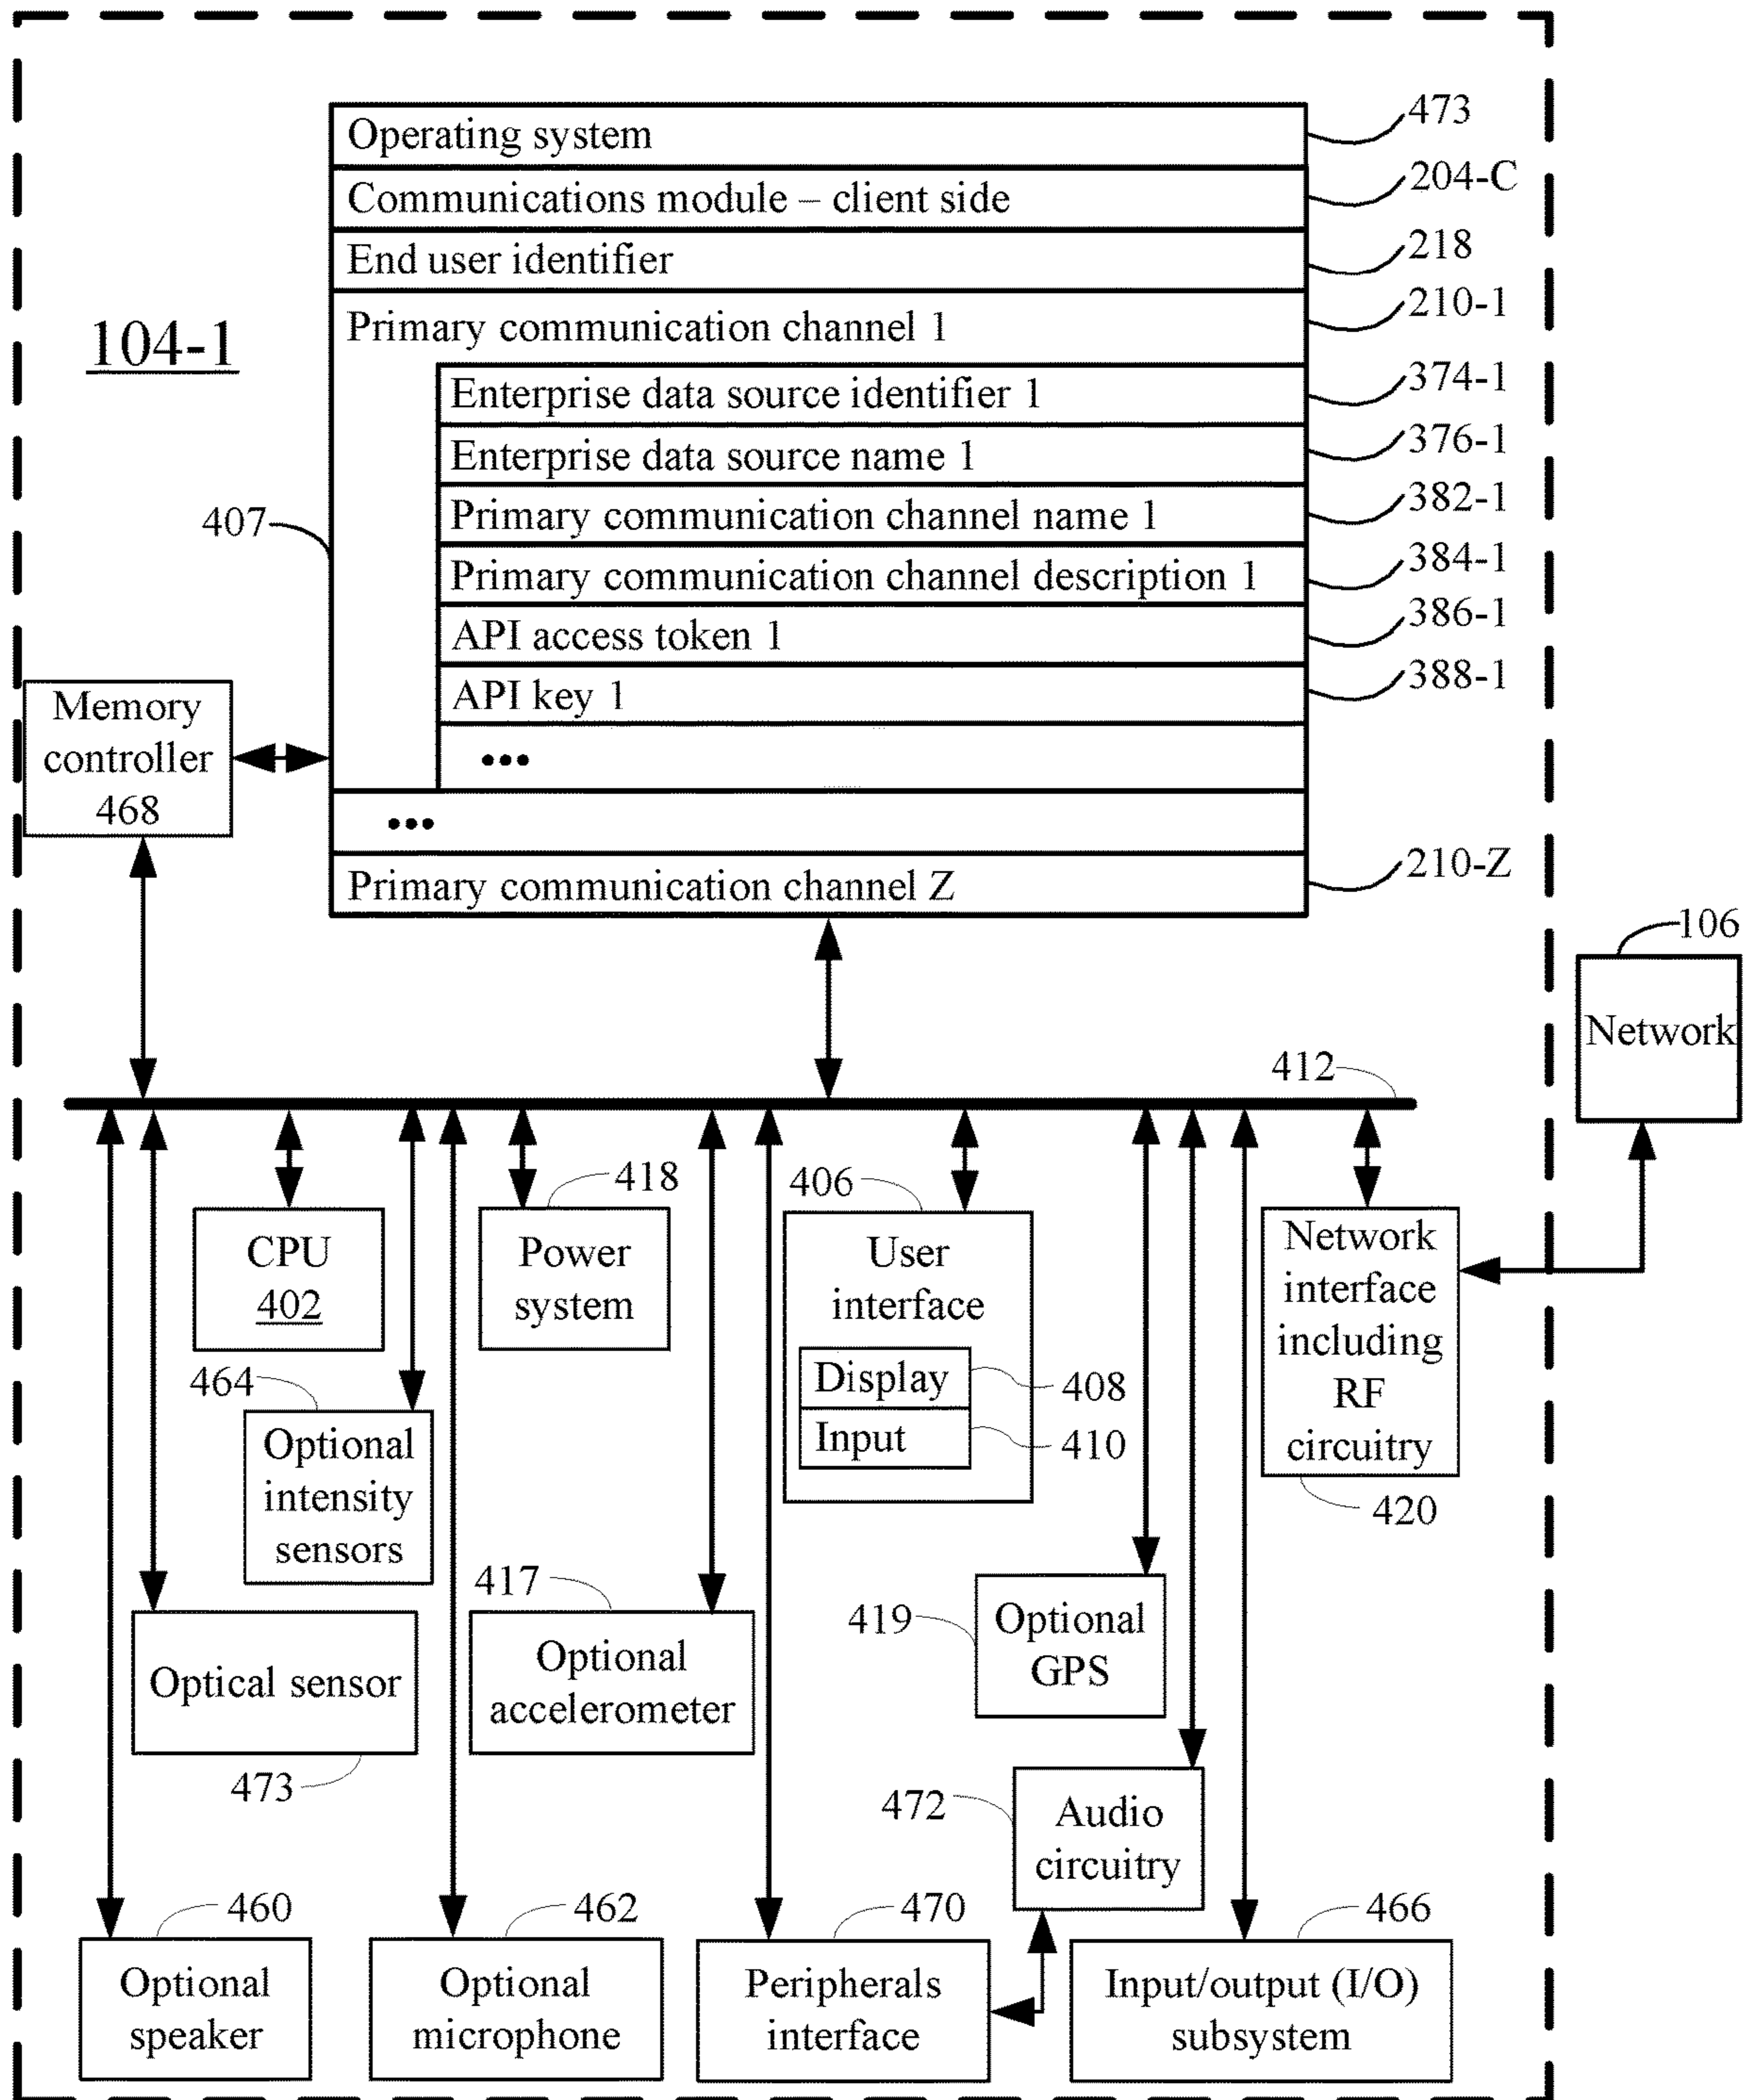 Operating system
473
Communications module – client side
204-C
End user identifier
218
Primary communication channel 1
210-1
104-1
Enterprise data source identifier 1
374-1
Enterprise data source name 1
376-1
Primary communication channel name 1
382-1
407
Primary communication channel description 1
384-1
API access token 1
386-1
API key 1
388-1
•••
Memory
controller
468
•••
Primary communication channel Z
210-Z
106
Network
412
CPU
402
418
Power
system
406
User
interface
Display
408
Input
410
Network
interface
including
RF
circuitry
420
464
Optional
intensity
sensors
417
Optional
accelerometer
419
Optional
GPS
Optical sensor
473
472
Audio
circuitry
460
Optional
speaker
462
Optional
microphone
470
Peripherals
interface
466
Input/output (I/O)
subsystem